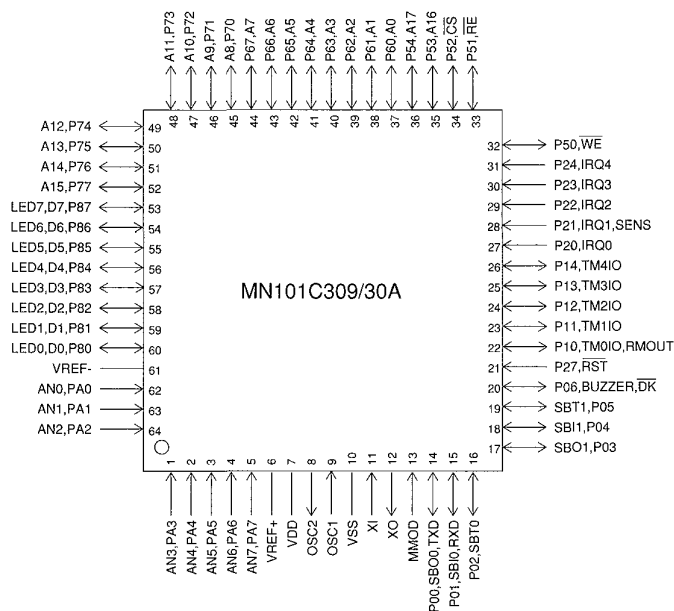 A11,P73
A10,P72
A9,P71
A8,P70
P67,A7
P66,A6
P65,A5
P64,A4
P63,A3
P62,A2
P61,A1
P60,A0
P54,A17
P53,A16
P52,CS
P51,RE
48 47 46 45 44 43 42 41 40 39 38 37 36 35 34 33
A12,P74 49
A13,P75 50
A14,P76 51
A15,P77 52
LED7,D7,P87 53
LED6,D6,P86 54
LED5,D5,P85 55
LED4,D4,P84 56
LED3,D3,P83 57
LED2,D2,P82 58
LED1,D1,P81 59
LED0,D0,P80 60
VREF- 61
AN0,PA0 62
AN1,PA1 63
AN2,PA2 64
MN101C309/30A
32 P50,WE
31 P24,IRQ4
30 P23,IRQ3
29 P22,IRQ2
28 P21,IRQ1,SENS
27 P20,IRQ0
26 P14,TM4IO
25 P13,TM3IO
24 P12,TM2IO
23 P11,TM1IO
22 P10,TM0IO,RMOUT
21 P27,RST
20 P06,BUZZER,DK
19 SBT1,P05
18 SBI1,P04
17 SBO1,P03
1 2 3 4 5 6 7 8 9 10 11 12 13 14 15 16
AN3,PA3
AN4,PA4
AN5,PA5
AN6,PA6
AN7,PA7
VREF+
VDD
OSC2
OSC1
VSS
XI
XO
MMOD
P00,SBO0,TXD
P01,SBI0,RXD
P02,SBT0